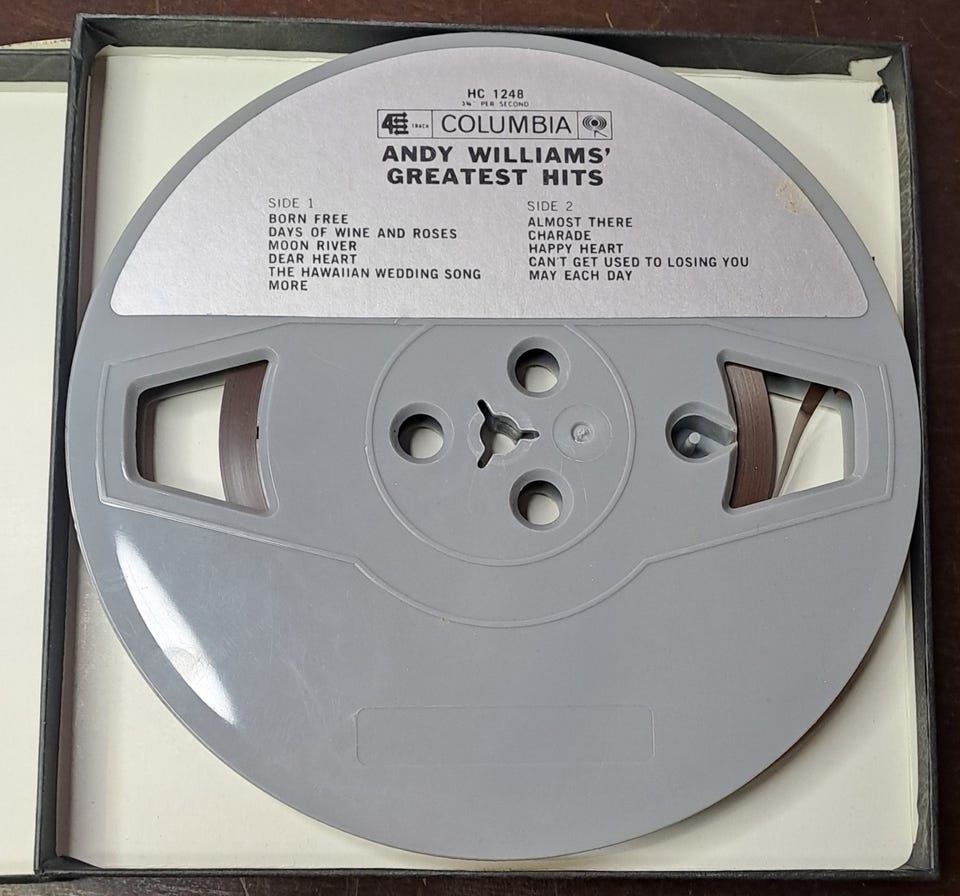 HC 1248
3¾" PER SECOND
4 TRACK COLUMBIA
ANDY WILLIAMS'
GREATEST HITS
SIDE 1
BORN FREE
DAYS OF WINE AND ROSES
MOON RIVER
DEAR HEART
THE HAWAIIAN WEDDING SONG
MORE
SIDE 2
ALMOST THERE
CHARADE
HAPPY HEART
CAN'T GET USED TO LOSING YOU
MAY EACH DAY